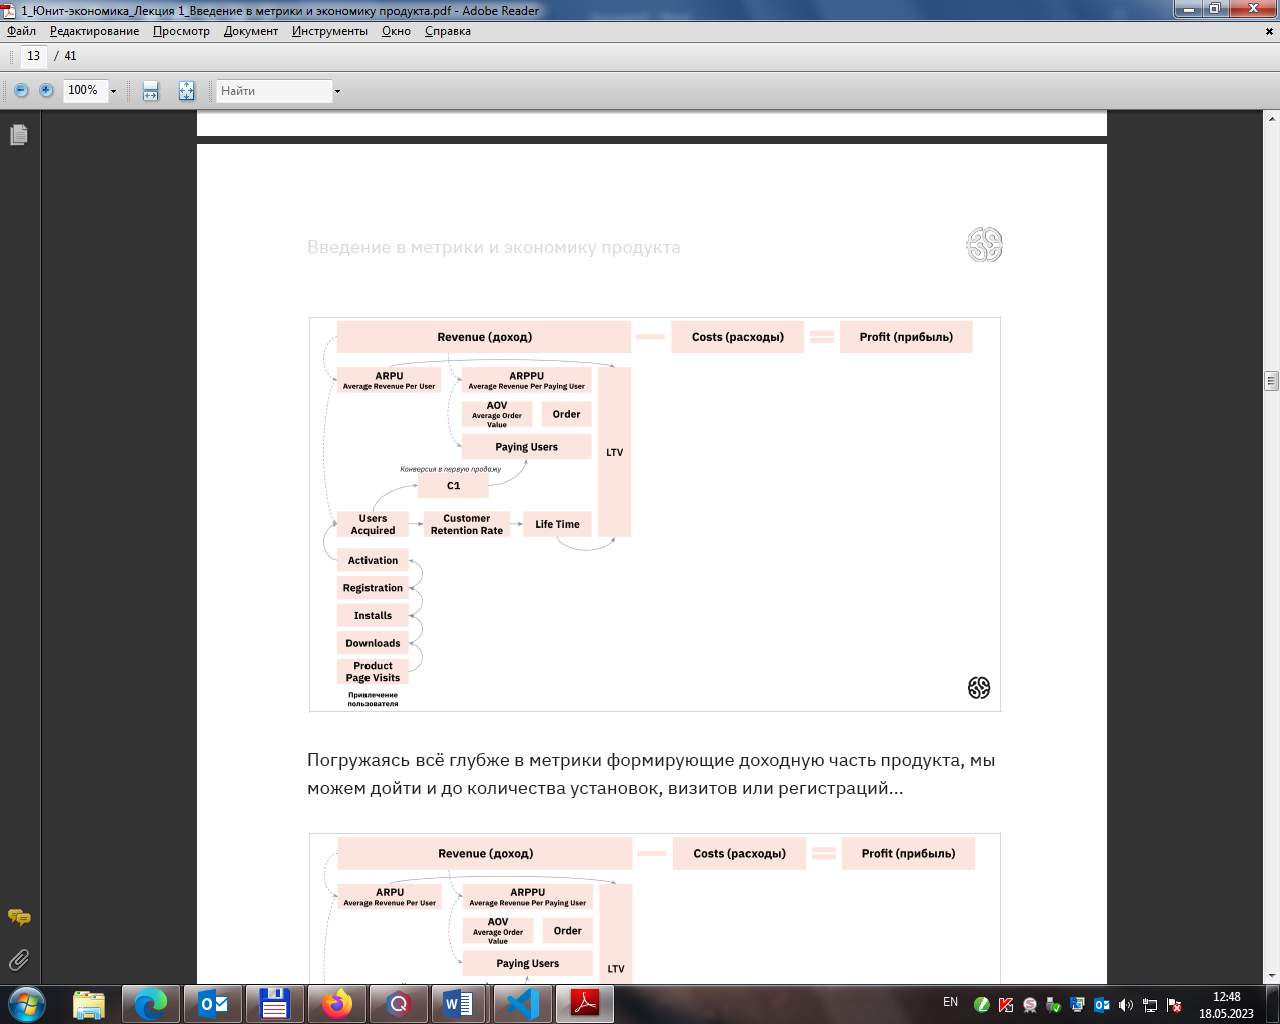 1_Юнит-экономика_Лекция 1_Введение в метрики и экономику продукта.pdf - Adobe Reader
Файл Редактирование Просмотр Документ Инструменты Окно Справка
13 / 41
100% Найти
Введение в метрики и экономику продукта
Revenue (доход) Costs (расходы) Profit (прибыль)
ARPU
Average Revenue Per User
ARPPU
Average Revenue Per Paying User
AOV
Average Order
Value
Order
Paying Users
LTV
Конверсия в первую продажу
C1
Users
Acquired
Customer
Retention Rate
Life Time
Activation
Registration
Installs
Downloads
Product
Page Visits
Привлечение
пользователя
Погружаясь всё глубже в метрики формирующие доходную часть продукта, мы
можем дойти и до количества установок, визитов или регистраций...
Revenue (доход) Costs (расходы) Profit (прибыль)
ARPU
Average Revenue Per User
ARPPU
Average Revenue Per Paying User
AOV
Average Order
Value
Order
Paying Users
LTV
EN
12:48
18.05.2023